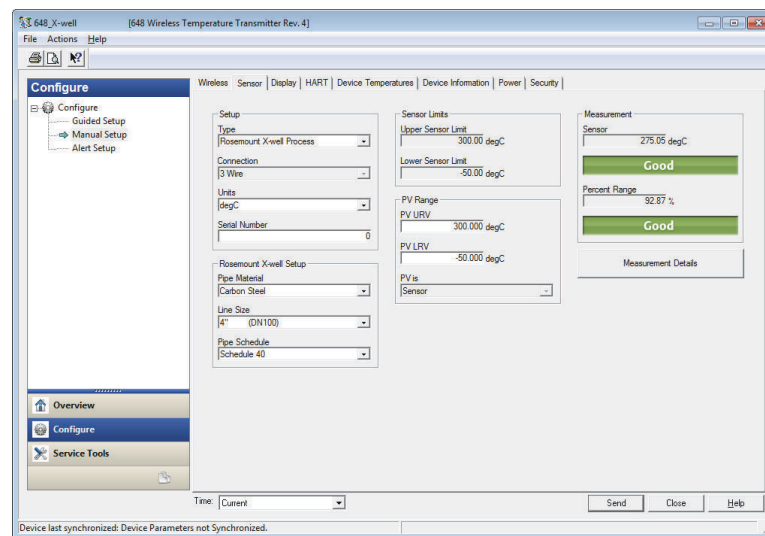 648_X-well [648 Wireless Temperature Transmitter Rev. 4]
File Actions Help
Configure
Configure
Guided Setup
Manual Setup
Alert Setup
Overview
Configure
Service Tools
Wireless Sensor Display HART Device Temperatures Device Information Power Security
Setup
Type
Rosemount X-well Process
Connection
3 Wire
Units
degC
Serial Number
0
Rosemount X-well Setup
Pipe Material
Carbon Steel
Line Size
4" (DN100)
Pipe Schedule
Schedule 40
Sensor Limits
Upper Sensor Limit
300.00 degC
Lower Sensor Limit
-50.00 degC
PV Range
PV URV
300.000 degC
PV LRV
-50.000 degC
PV is
Sensor
Measurement
Sensor
275.05 degC
Good
Percent Range
92.87 %
Good
Measurement Details
Time: Current
Send Close Help
Device last synchronized: Device Parameters not Synchronized.